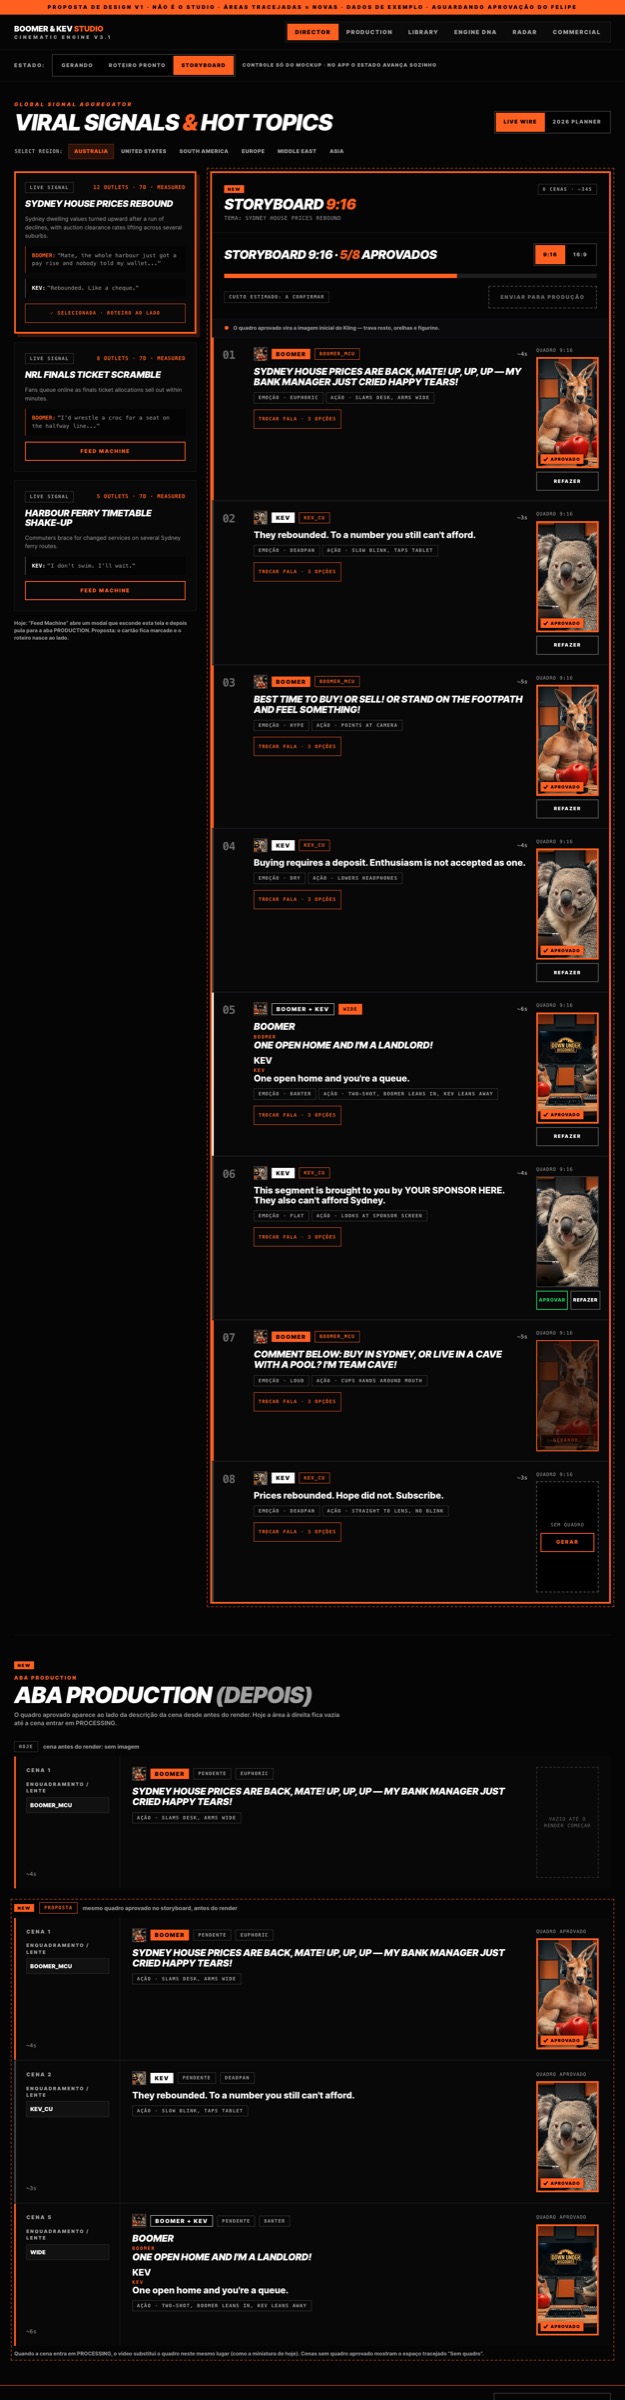 PROPOSTA DE DESIGN V1 · NÃO É O STUDIO · ÁREAS TRACEJADAS = NOVAS · DADOS DE EXEMPLO · AGUARDANDO APROVAÇÃO DO FELIPE
BOOMER & KEV STUDIO
CINEMATIC ENGINE V3.1
DIRECTOR PRODUCTION LIBRARY ENGINE DNA RADAR COMMERCIAL
ESTADO: GERANDO ROTEIRO PRONTO STORYBOARD CONTROLE SÓ DO MOCKUP · NO APP O ESTADO AVANÇA SOZINHO
GLOBAL SIGNAL AGGREGATOR
VIRAL SIGNALS & HOT TOPICS
LIVE WIRE 2026 PLANNER
SELECT REGION: AUSTRALIA UNITED STATES SOUTH AMERICA EUROPE MIDDLE EAST ASIA
LIVE SIGNAL 12 OUTLETS · 7D · MEASURED
SYDNEY HOUSE PRICES REBOUND
Sydney dwelling values turned upward after a run of
declines, with auction clearance rates lifting across several
suburbs.
BOOMER: "Mate, the whole harbour just got a
pay rise and nobody told my wallet..."
KEV: "Rebounded. Like a cheque."
✓ SELECIONADA · ROTEIRO AO LADO
LIVE SIGNAL 8 OUTLETS · 7D · MEASURED
NRL FINALS TICKET SCRAMBLE
Fans queue online as finals ticket allocations sell out within
minutes.
BOOMER: "I'd wrestle a croc for a seat on
the halfway line..."
FEED MACHINE
LIVE SIGNAL 5 OUTLETS · 7D · MEASURED
HARBOUR FERRY TIMETABLE
SHAKE-UP
Commuters brace for changed services on several Sydney
ferry routes.
KEV: "I don't swim. I'll wait."
FEED MACHINE
Hoje: "Feed Machine" abre um modal que esconde esta tela e depois
pula para a aba PRODUCTION. Proposta: o cartão fica marcado e o
roteiro nasce ao lado.
NEW
STORYBOARD 9:16
TEMA: SYDNEY HOUSE PRICES REBOUND
8 CENAS · ~34S
STORYBOARD 9:16 · 5/8 APROVADOS
9:16 16:9
CUSTO ESTIMADO: A CONFIRMAR
ENVIAR PARA PRODUÇÃO
O quadro aprovado vira a imagem inicial do Kling — trava rosto, orelhas e figurino.
01 BOOMER BOOMER_MCU ~4s QUADRO 9:16
SYDNEY HOUSE PRICES ARE BACK, MATE! UP, UP, UP — MY
BANK MANAGER JUST CRIED HAPPY TEARS!
EMOÇÃO · EUPHORIC AÇÃO · SLAMS DESK, ARMS WIDE
TROCAR FALA · 3 OPÇÕES
✓ APROVADO
REFAZER
02 KEV KEV_CU ~3s QUADRO 9:16
They rebounded. To a number you still can't afford.
EMOÇÃO · DEADPAN AÇÃO · SLOW BLINK, TAPS TABLET
TROCAR FALA · 3 OPÇÕES
✓ APROVADO
REFAZER
03 BOOMER BOOMER_MCU ~5s QUADRO 9:16
BEST TIME TO BUY! OR SELL! OR STAND ON THE FOOTPATH
AND FEEL SOMETHING!
EMOÇÃO · HYPE AÇÃO · POINTS AT CAMERA
TROCAR FALA · 3 OPÇÕES
✓ APROVADO
REFAZER
04 KEV KEV_CU ~4s QUADRO 9:16
Buying requires a deposit. Enthusiasm is not accepted as one.
EMOÇÃO · DRY AÇÃO · LOWERS HEADPHONES
TROCAR FALA · 3 OPÇÕES
✓ APROVADO
REFAZER
05 BOOMER + KEV WIDE ~6s QUADRO 9:16
BOOMER
BOOMER
ONE OPEN HOME AND I'M A LANDLORD!
KEV
KEV
One open home and you're a queue.
EMOÇÃO · BANTER AÇÃO · TWO-SHOT, BOOMER LEANS IN, KEV LEANS AWAY
TROCAR FALA · 3 OPÇÕES
DOWN UNDER
✓ APROVADO
REFAZER
06 KEV KEV_CU ~4s QUADRO 9:16
This segment is brought to you by YOUR SPONSOR HERE.
They also can't afford Sydney.
EMOÇÃO · FLAT AÇÃO · LOOKS AT SPONSOR SCREEN
TROCAR FALA · 3 OPÇÕES
APROVAR REFAZER
07 BOOMER BOOMER_MCU ~5s QUADRO 9:16
COMMENT BELOW: BUY IN SYDNEY, OR LIVE IN A CAVE
WITH A POOL? I'M TEAM CAVE!
EMOÇÃO · LOUD AÇÃO · CUPS HANDS AROUND MOUTH
TROCAR FALA · 3 OPÇÕES
08 KEV KEV_CU ~3s QUADRO 9:16
Prices rebounded. Hope did not. Subscribe.
EMOÇÃO · DEADPAN AÇÃO · STRAIGHT TO LENS, NO BLINK
TROCAR FALA · 3 OPÇÕES
SEM QUADRO
GERAR
NEW
ABA PRODUCTION
ABA PRODUCTION (DEPOIS)
O quadro aprovado aparece ao lado da descrição da cena desde antes do render. Hoje a área à direita fica vazia
até a cena entrar em PROCESSING.
HOJE cena antes do render: sem imagem
CENA 1
ENQUADRAMENTO /
LENTE
BOOMER_MCU
~4s
BOOMER PENDENTE EUPHORIC
SYDNEY HOUSE PRICES ARE BACK, MATE! UP, UP, UP — MY BANK MANAGER JUST
CRIED HAPPY TEARS!
AÇÃO · SLAMS DESK, ARMS WIDE
VAZIO ATÉ O
RENDER COMEÇAR
NEW PROPOSTA mesmo quadro aprovado no storyboard, antes do render
CENA 1
ENQUADRAMENTO /
LENTE
BOOMER_MCU
~4s
BOOMER PENDENTE EUPHORIC
SYDNEY HOUSE PRICES ARE BACK, MATE! UP, UP, UP — MY BANK MANAGER JUST
CRIED HAPPY TEARS!
AÇÃO · SLAMS DESK, ARMS WIDE
QUADRO APROVADO
✓ APROVADO
CENA 2
ENQUADRAMENTO /
LENTE
KEV_CU
~3s
KEV PENDENTE DEADPAN
They rebounded. To a number you still can't afford.
AÇÃO · SLOW BLINK, TAPS TABLET
QUADRO APROVADO
✓ APROVADO
CENA 5
ENQUADRAMENTO /
LENTE
WIDE
~6s
BOOMER + KEV PENDENTE BANTER
BOOMER
BOOMER
ONE OPEN HOME AND I'M A LANDLORD!
KEV
KEV
One open home and you're a queue.
AÇÃO · TWO-SHOT, BOOMER LEANS IN, KEV LEANS AWAY
QUADRO APROVADO
DOWN UNDER
✓ APROVADO
Quando a cena entra em PROCESSING, o vídeo substitui o quadro neste mesmo lugar (como a miniatura de hoje). Cenas sem quadro aprovado mostram o espaço tracejado "Sem quadro".